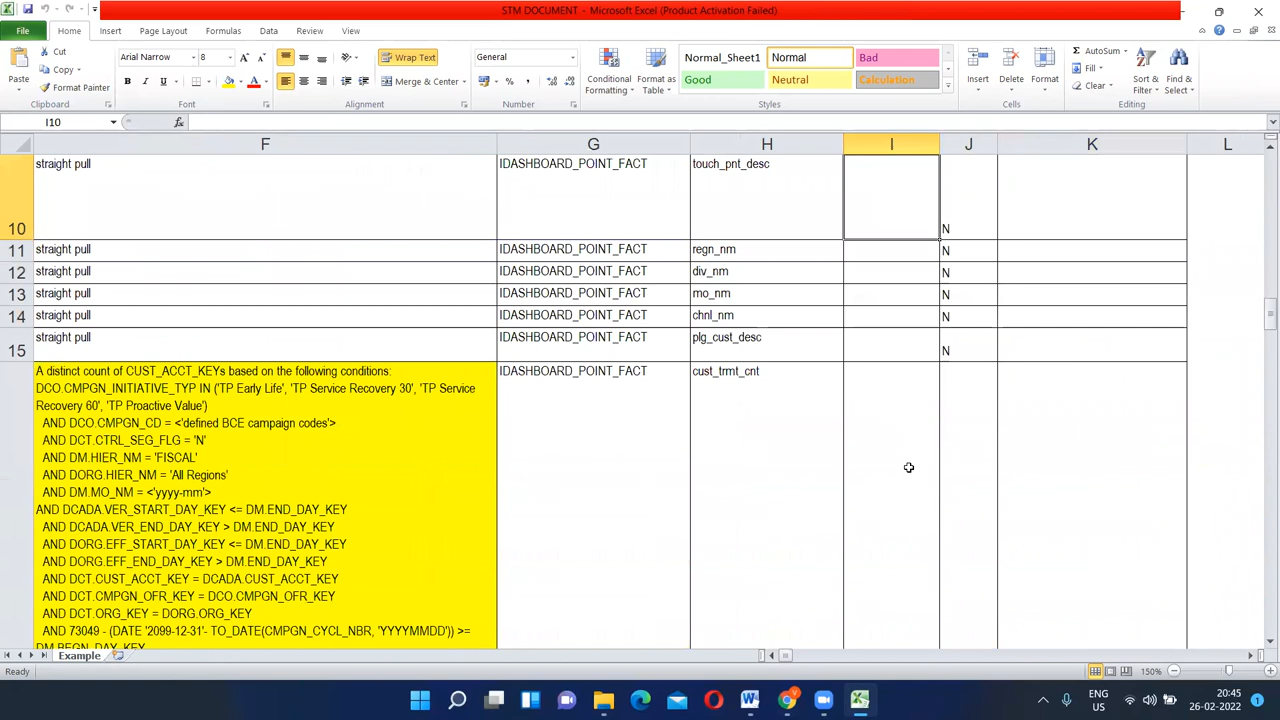 STM DOCUMENT - Microsoft Excel (Product Activation Failed)
File Home Insert Page Layout Formulas Data Review View
Paste Cut Copy Format Painter Clipboard
Arial Narrow 8 B I U A A A Font
Wrap Text Merge & Center Alignment
General % , Number
Conditional Formatting Format as Table
Normal_Sheet1 Normal Bad
Good Neutral Calculation
Styles
Insert Delete Format Cells
AutoSum Fill Clear Sort & Filter Find & Select Editing
I10 fx
F G H I J K L
10 straight pull IDASHBOARD_POINT_FACT touch_pnt_desc N
11 straight pull IDASHBOARD_POINT_FACT regn_nm N
12 straight pull IDASHBOARD_POINT_FACT div_nm N
13 straight pull IDASHBOARD_POINT_FACT mo_nm N
14 straight pull IDASHBOARD_POINT_FACT chnl_nm N
15 straight pull IDASHBOARD_POINT_FACT plg_cust_desc N
A distinct count of CUST_ACCT_KEYs based on the following conditions: IDASHBOARD_POINT_FACT cust_trmt_cnt
DCO.CMPGN_INITIATIVE_TYP IN ('TP Early Life', 'TP Service Recovery 30', 'TP Service
Recovery 60', 'TP Proactive Value')
AND DCO.CMPGN_CD = <'defined BCE campaign codes'>
AND DCT.CTRL_SEG_FLG = 'N'
AND DM.HIER_NM = 'FISCAL'
AND DORG.HIER_NM = 'All Regions'
AND DM.MO_NM = <'yyyy-mm'>
AND DCADA.VER_START_DAY_KEY <= DM.END_DAY_KEY
AND DCADA.VER_END_DAY_KEY > DM.END_DAY_KEY
AND DORG.EFF_START_DAY_KEY <= DM.END_DAY_KEY
AND DORG.EFF_END_DAY_KEY > DM.END_DAY_KEY
AND DCT.CUST_ACCT_KEY = DCADA.CUST_ACCT_KEY
AND DCT.CMPGN_OFR_KEY = DCO.CMPGN_OFR_KEY
AND DCT.ORG_KEY = DORG.ORG_KEY
AND 73049 - (DATE '2099-12-31'- TO_DATE(CMPGN_CYCL_NBR, 'YYYYMMDD')) >=
DM.BEGN_DAY_KEY
Example
Ready 150%
ENG
US
20:45
26-02-2022